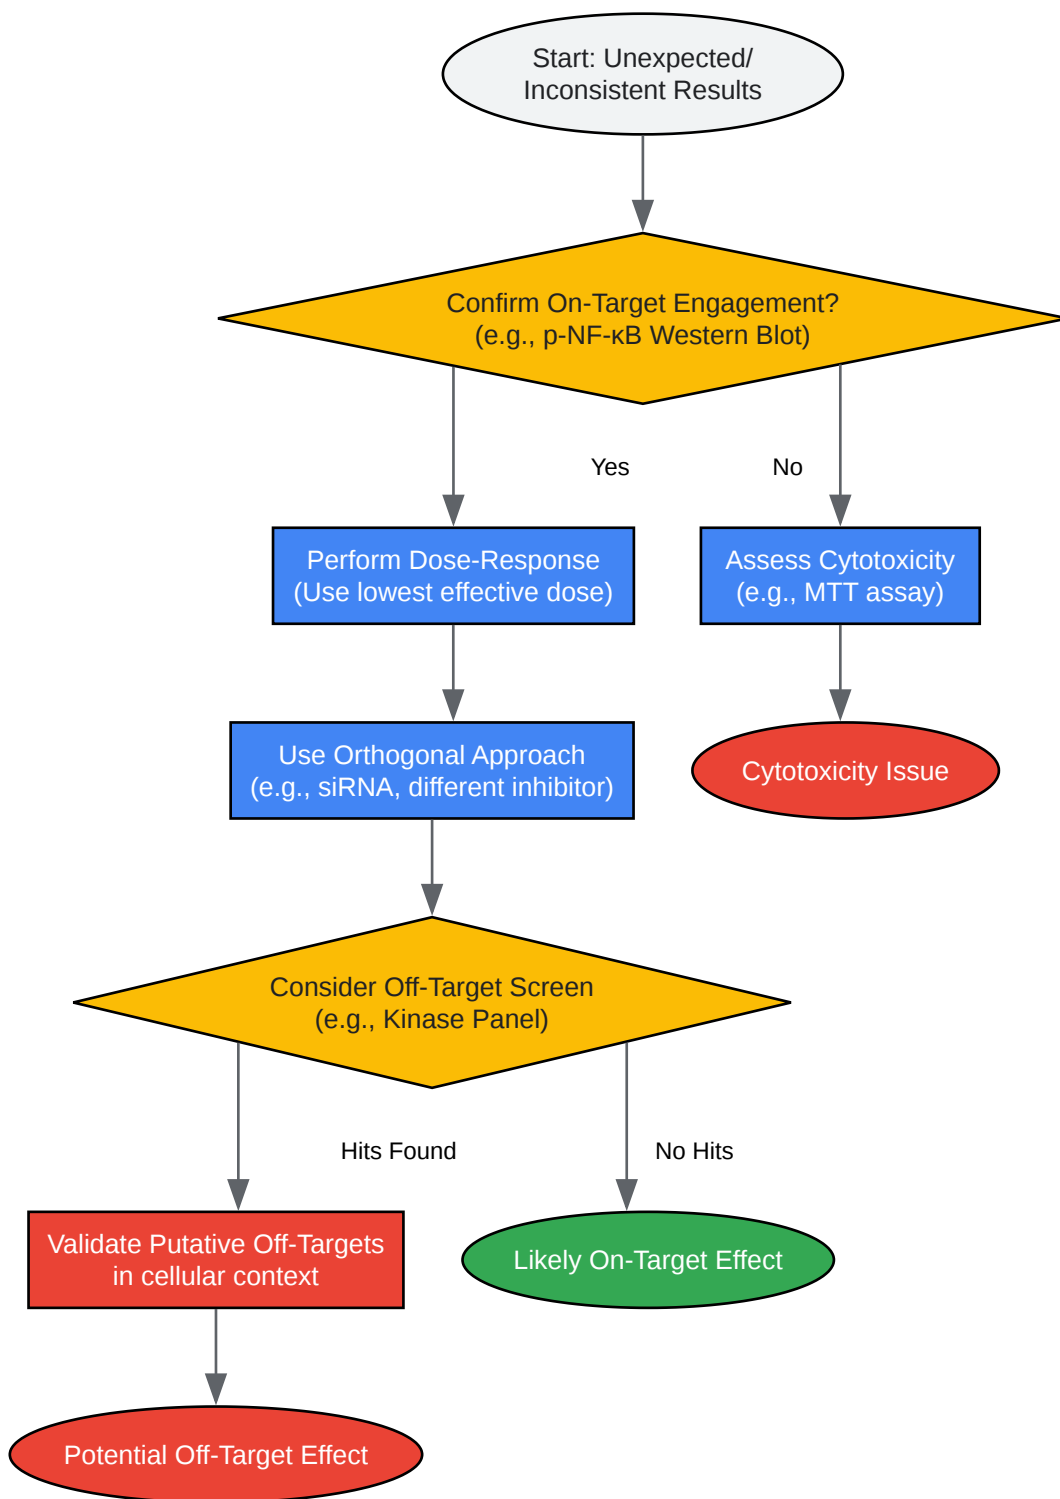 Start: Unexpected/
Inconsistent Results
Confirm On-Target Engagement?
(e.g., p-NF-κB Western Blot)
Yes
No
Perform Dose-Response
(Use lowest effective dose)
Assess Cytotoxicity
(e.g., MTT assay)
Use Orthogonal Approach
(e.g., siRNA, different inhibitor)
Cytotoxicity Issue
Consider Off-Target Screen
(e.g., Kinase Panel)
Hits Found
No Hits
Validate Putative Off-Targets
in cellular context
Likely On-Target Effect
Potential Off-Target Effect